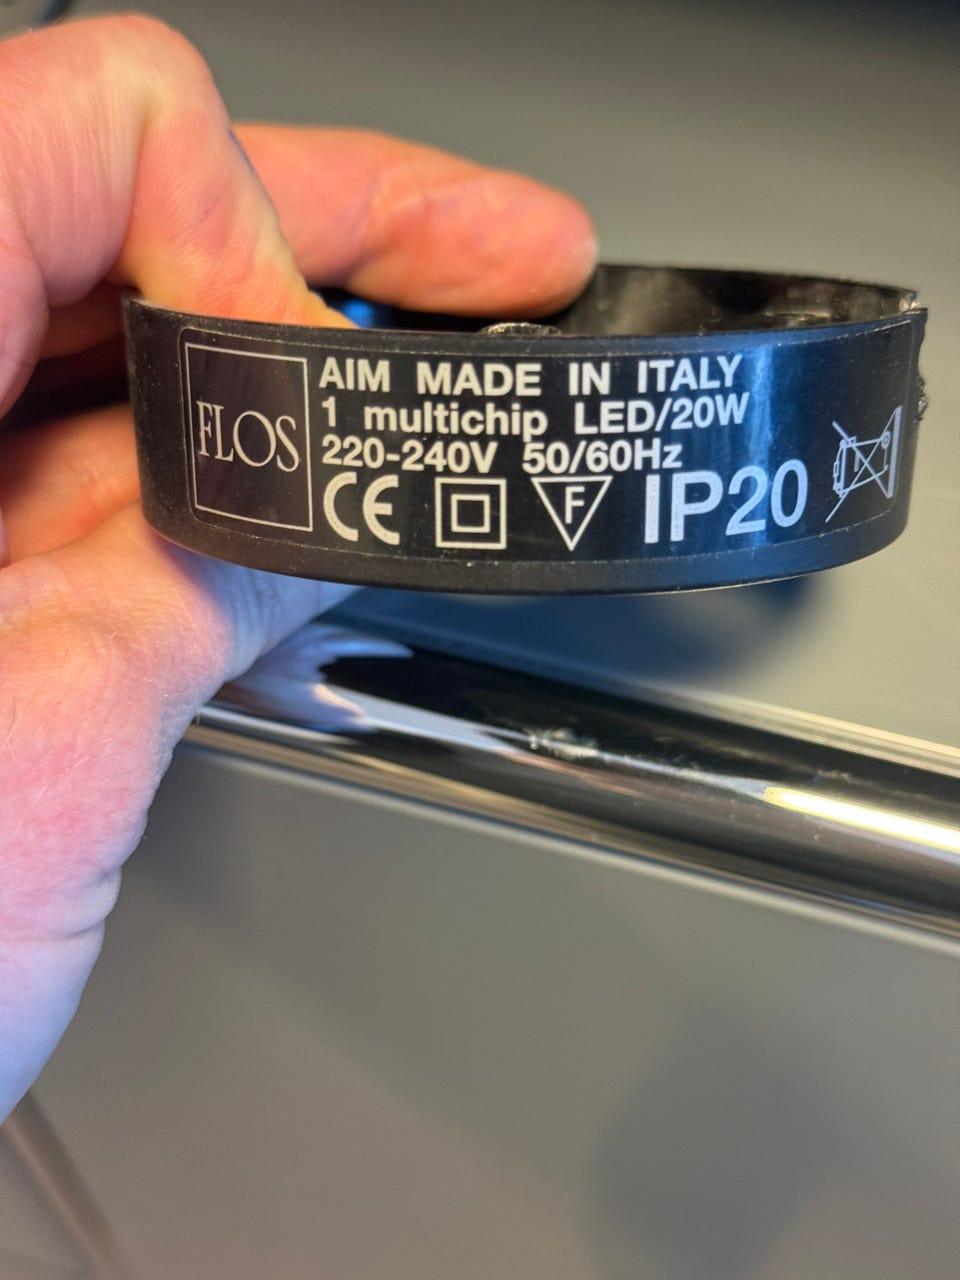 FLOS
AIM MADE IN ITALY
1 multichip LED/20W
220-240V 50/60Hz
CE F IP20